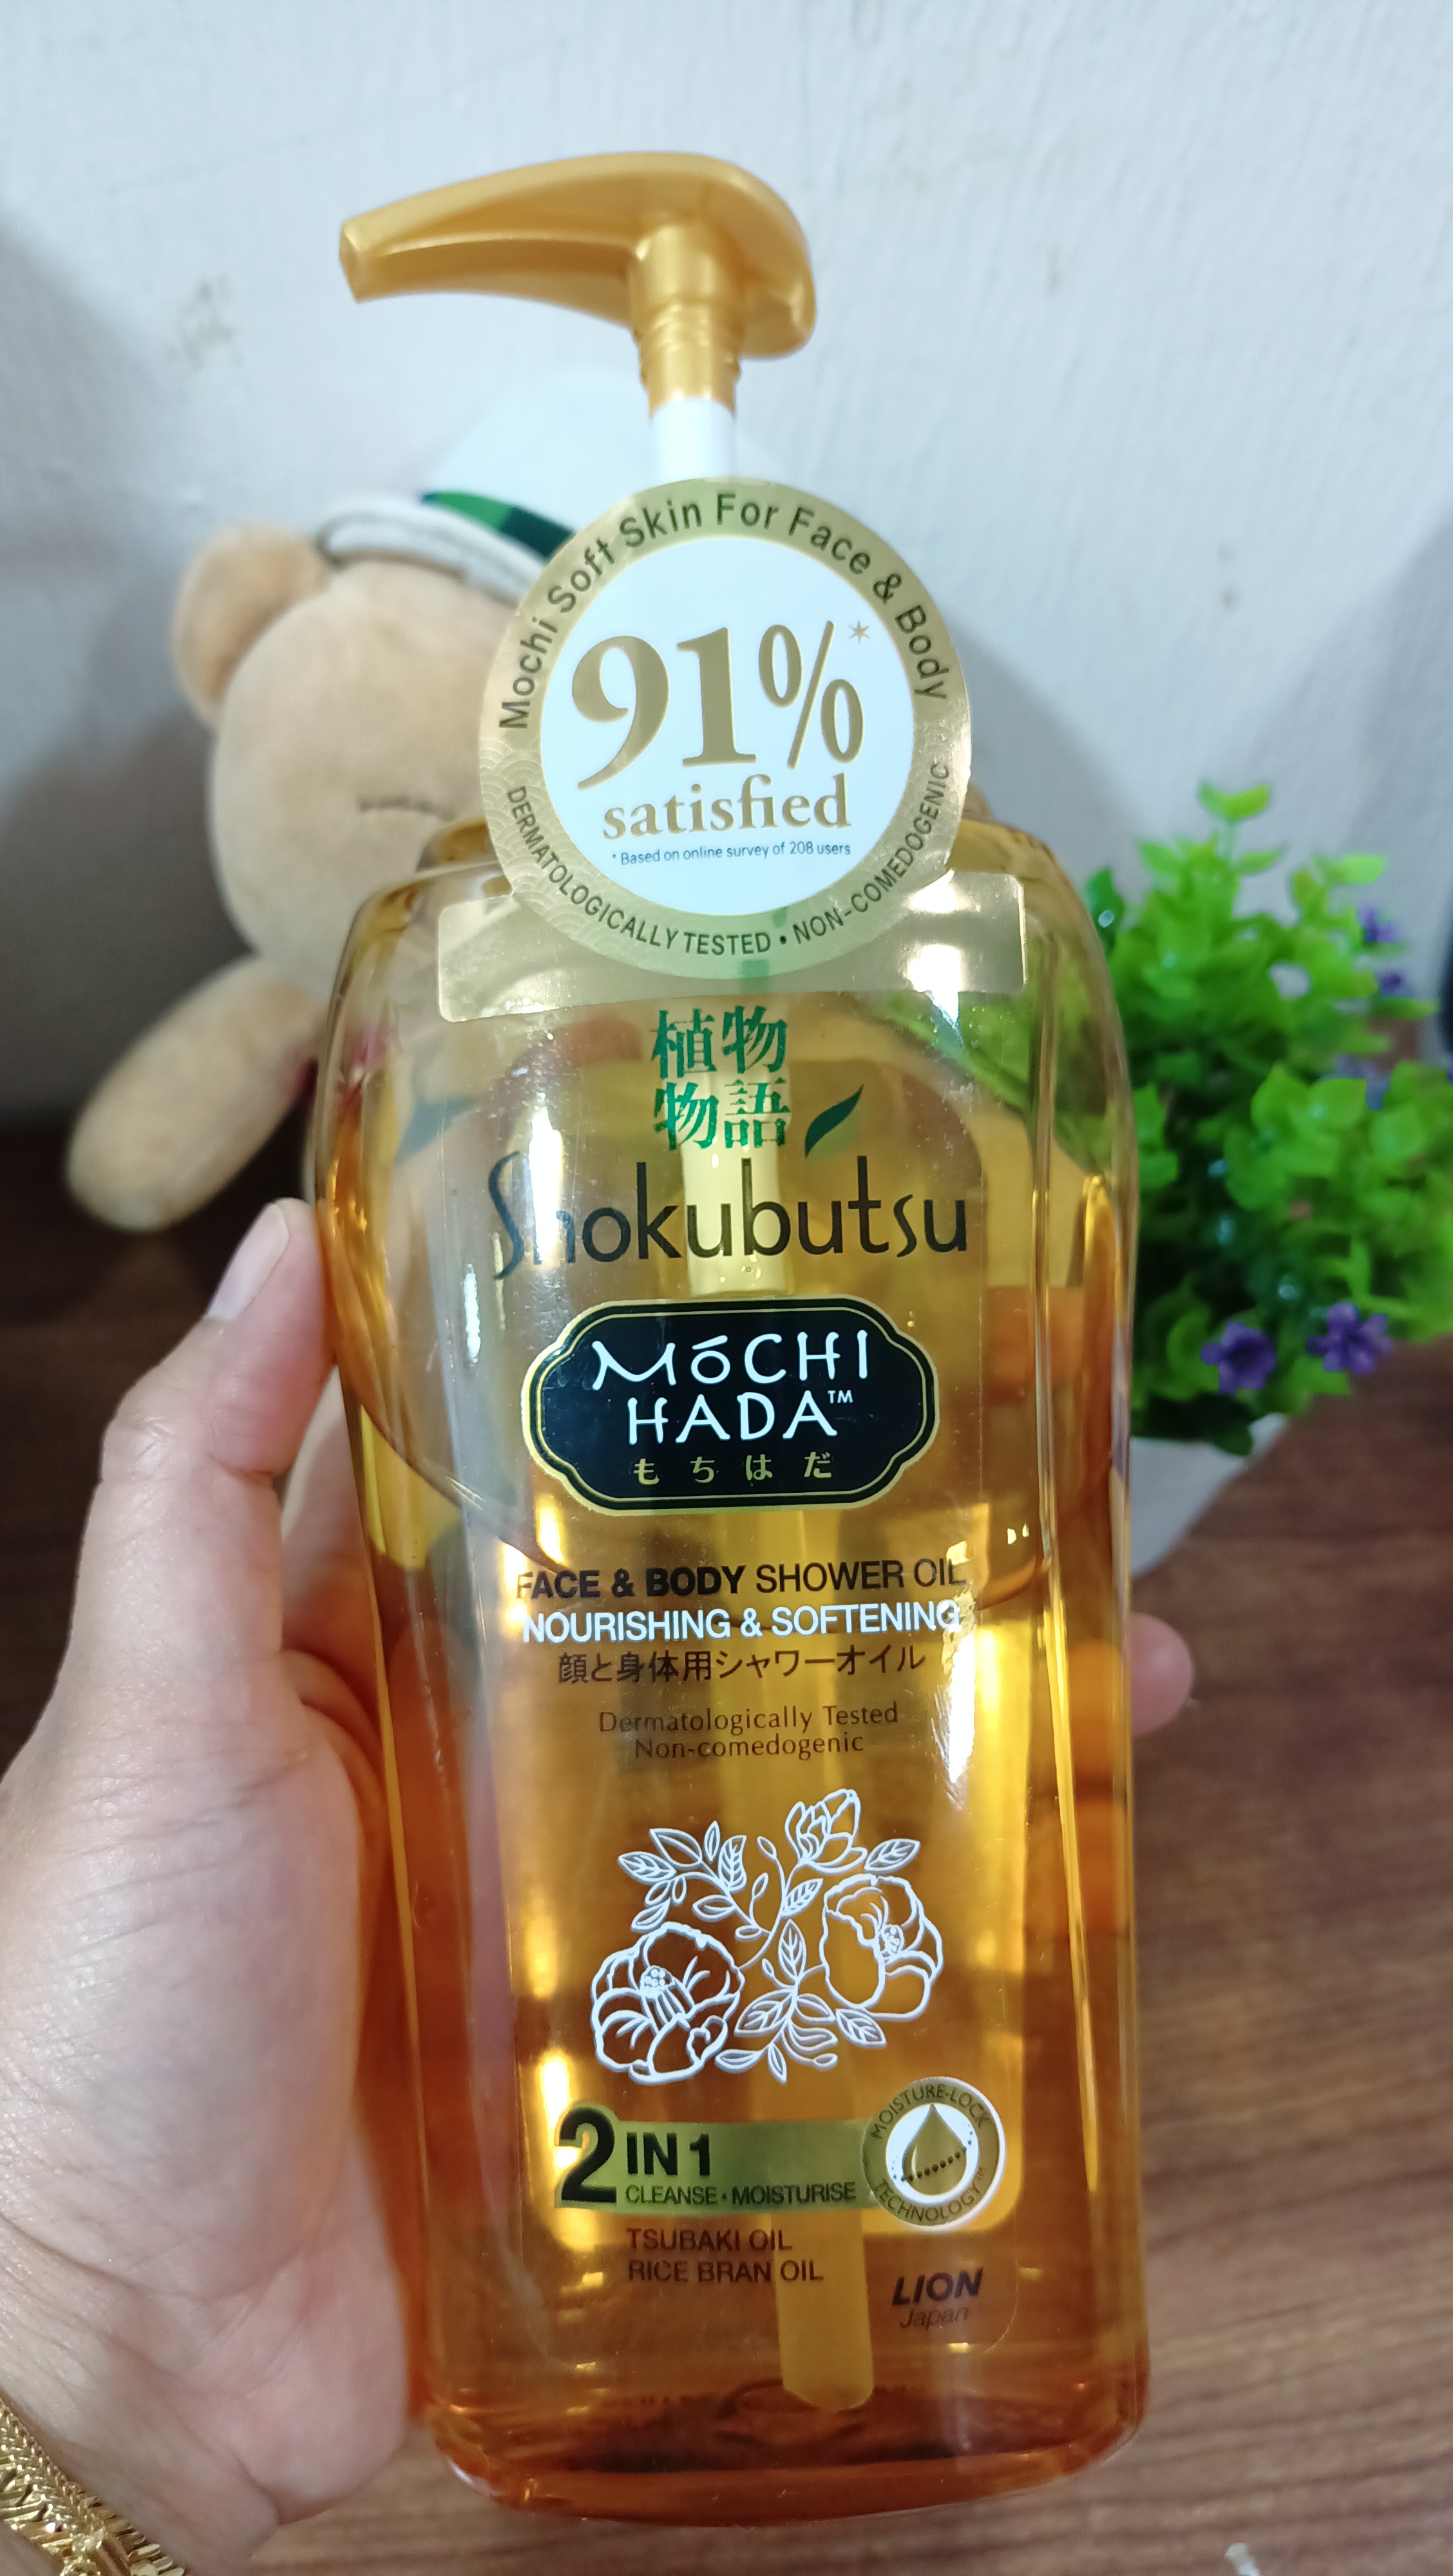 Mochi Soft Skin For Face & Body
91%*
satisfied
* Based on online survey of 208 users
DERMATOLOGICALLY TESTED • NON-COMEDOGENIC
植物
物語
Shokubutsu
MōCHI
HADA™
もちはだ
FACE & BODY SHOWER OIL
NOURISHING & SOFTENING
顔と身体用シャワーオイル
Dermatologically Tested
Non-comedogenic
2 IN 1
CLEANSE • MOISTURISE
MOISTURE-LOCK
TECHNOLOGY™
TSUBAKI OIL
RICE BRAN OIL
LION
Japan